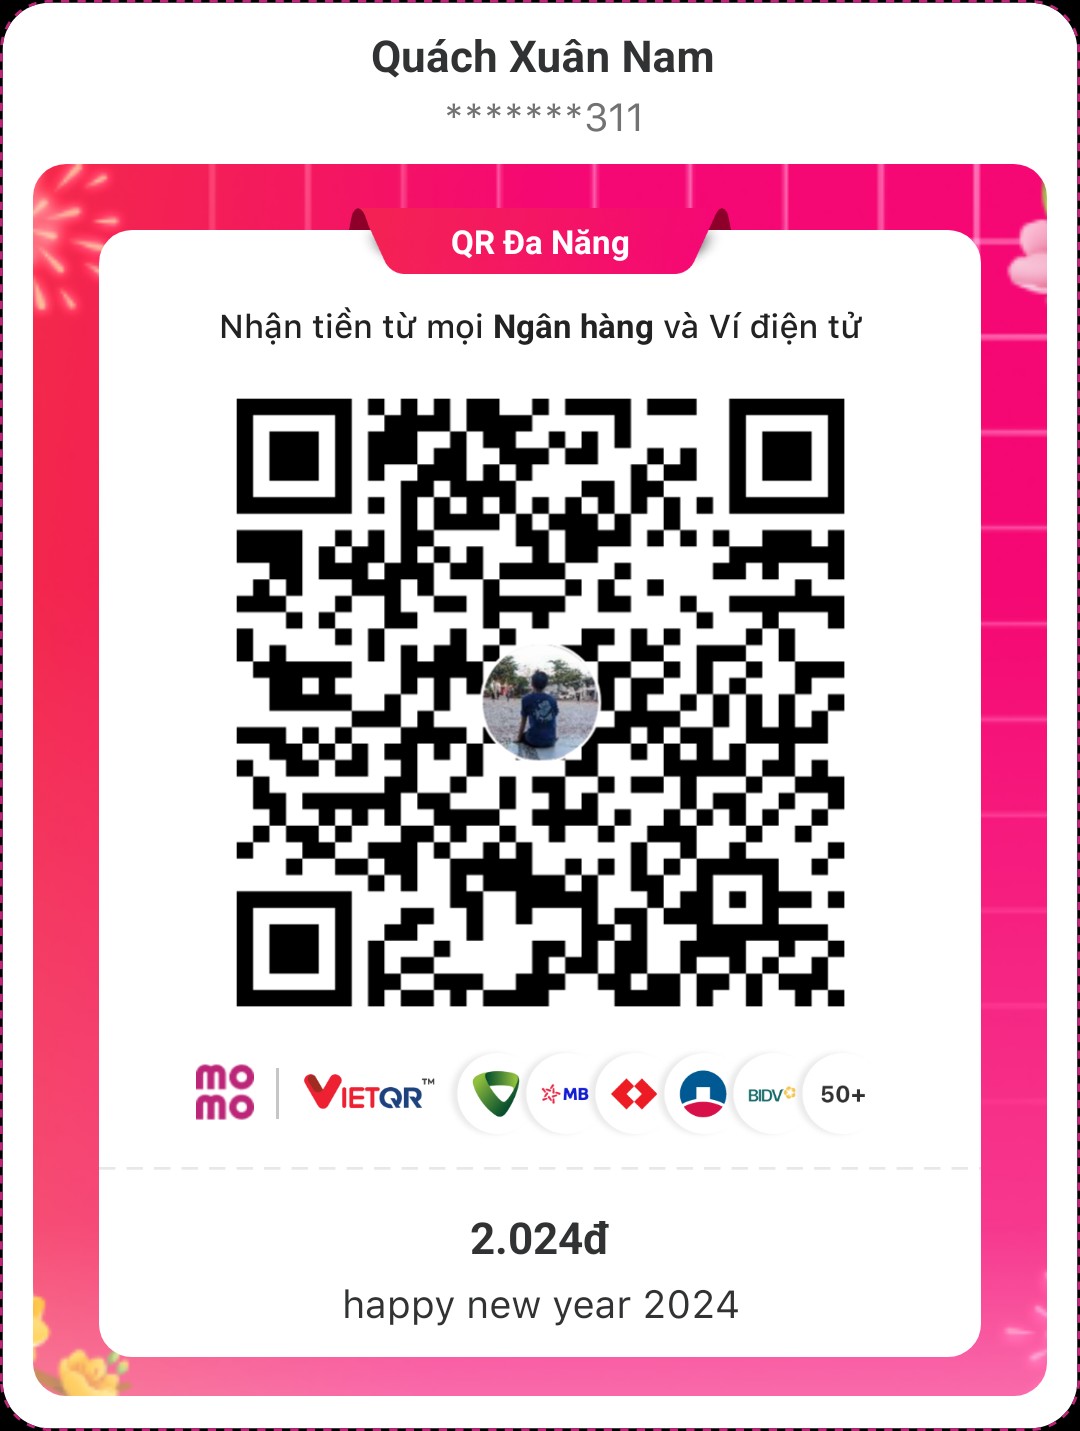 Quách Xuân Nam
*******311
QR Đa Năng
Nhận tiền từ mọi Ngân hàng và Ví điện tử
mo
mo
VIETQR™
MB
BIDV
50+
2.024đ
happy new year 2024